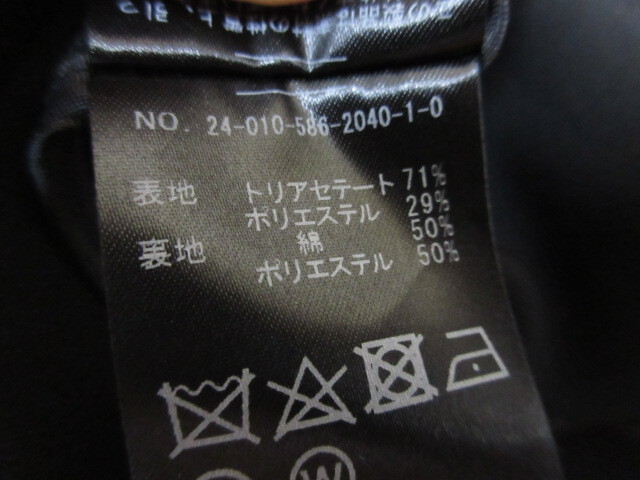 NO. 24-010-586-2040-1-0
表地 トリアセテート 71%
ポリエステル 29%
裏地 綿 50%
ポリエステル 50%
W